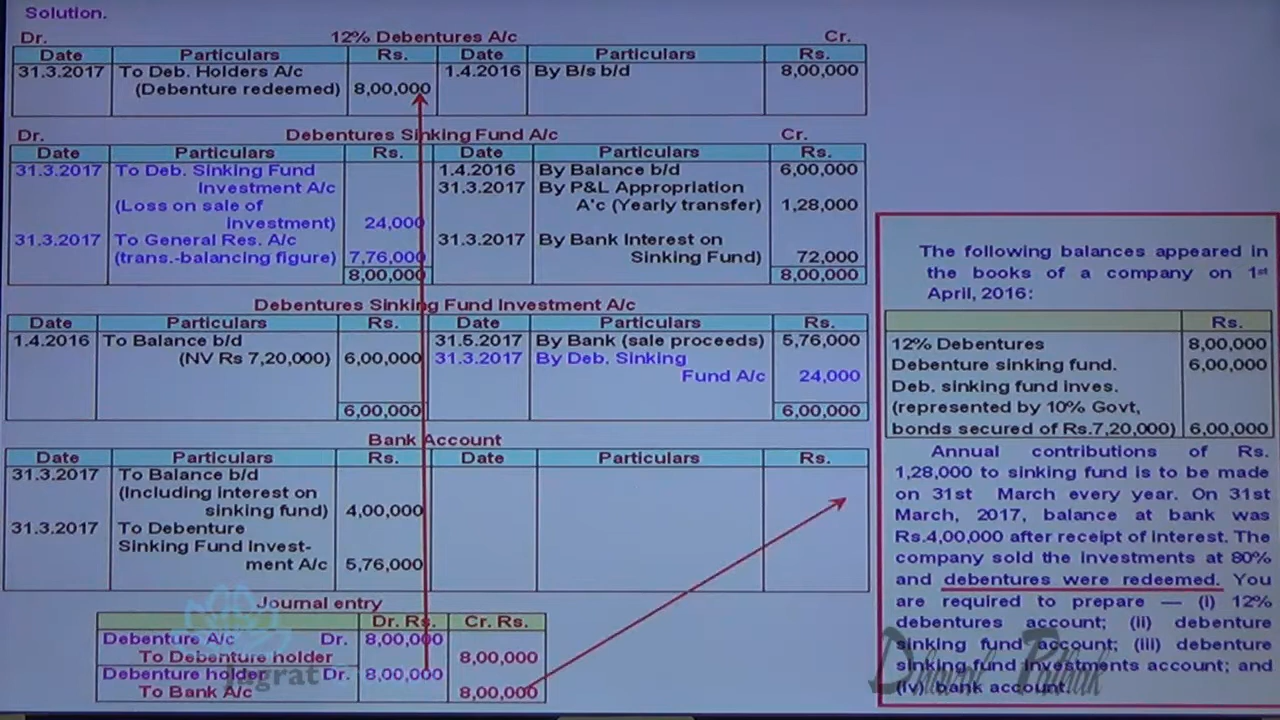 Solution.
Dr. 12% Debentures A/c Cr.
Date Particulars Rs. Date Particulars Rs.
31.3.2017 To Deb. Holders A/c 1.4.2016 By B/s b/d 8,00,000
(Debenture redeemed) 8,00,000
Dr. Debentures Sinking Fund A/c Cr.
Date Particulars Rs. Date Particulars Rs.
31.3.2017 To Deb. Sinking Fund 1.4.2016 By Balance b/d 6,00,000
Investment A/c 31.3.2017 By P&L Appropriation
(Loss on sale of A'c (Yearly transfer) 1,28,000
investment) 24,000
31.3.2017 To General Res. A/c 31.3.2017 By Bank Interest on
(trans.-balancing figure) 7,76,000 Sinking Fund) 72,000
8,00,000 8,00,000
Debentures Sinking Fund Investment A/c
Date Particulars Rs. Date Particulars Rs.
1.4.2016 To Balance b/d 31.5.2017 By Bank (sale proceeds) 5,76,000
(NV Rs 7,20,000) 6,00,000 31.3.2017 By Deb. Sinking
Fund A/c 24,000
6,00,000 6,00,000
Bank Account
Date Particulars Rs. Date Particulars Rs.
31.3.2017 To Balance b/d
(Including interest on
sinking fund) 4,00,000
31.3.2017 To Debenture
Sinking Fund Invest-
ment A/c 5,76,000
Journal entry
Dr. Rs. Cr. Rs.
Debenture A/c Dr. 8,00,000
To Debenture holder 8,00,000
Debenture holder Dr. 8,00,000
To Bank A/c 8,00,000
Jagrat
The following balances appeared in
the books of a company on 1st
April, 2016:
Rs.
12% Debentures 8,00,000
Debenture sinking fund. 6,00,000
Deb. sinking fund inves.
(represented by 10% Govt,
bonds secured of Rs.7,20,000) 6,00,000
Annual contributions of Rs.
1,28,000 to sinking fund is to be made
on 31st March every year. On 31st
March, 2017, balance at bank was
Rs.4,00,000 after receipt of interest. The
company sold the investments at 80%
and debentures were redeemed. You
are required to prepare — (i) 12%
debentures account; (ii) debenture
sinking fund account; (iii) debenture
sinking fund investments account; and
(iv) bank account.
Pathak